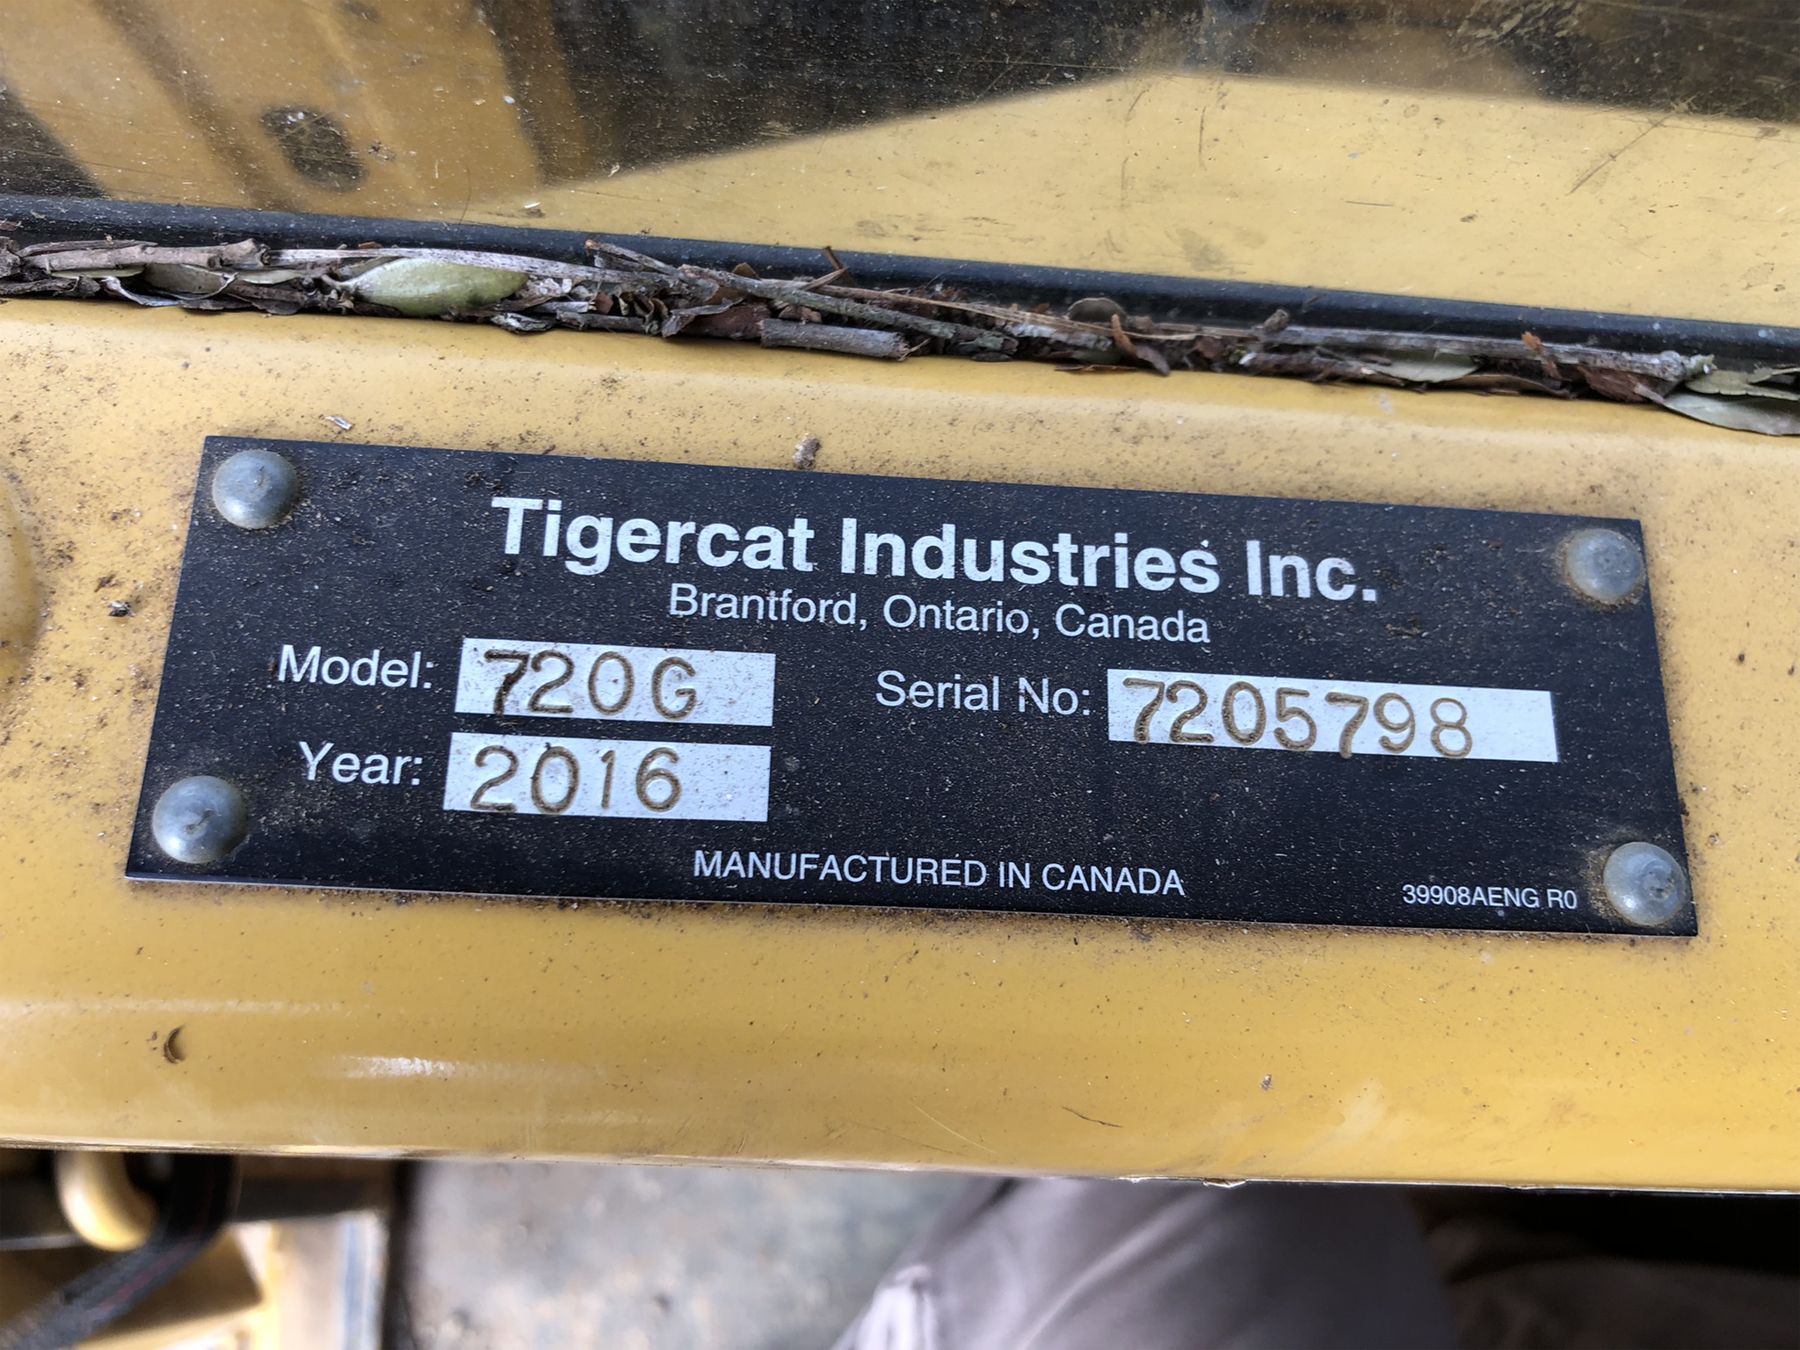 Tigercat Industries Inc.
Brantford, Ontario, Canada
Model: 720G Serial No: 7205798
Year: 2016
MANUFACTURED IN CANADA
39908AENG R0